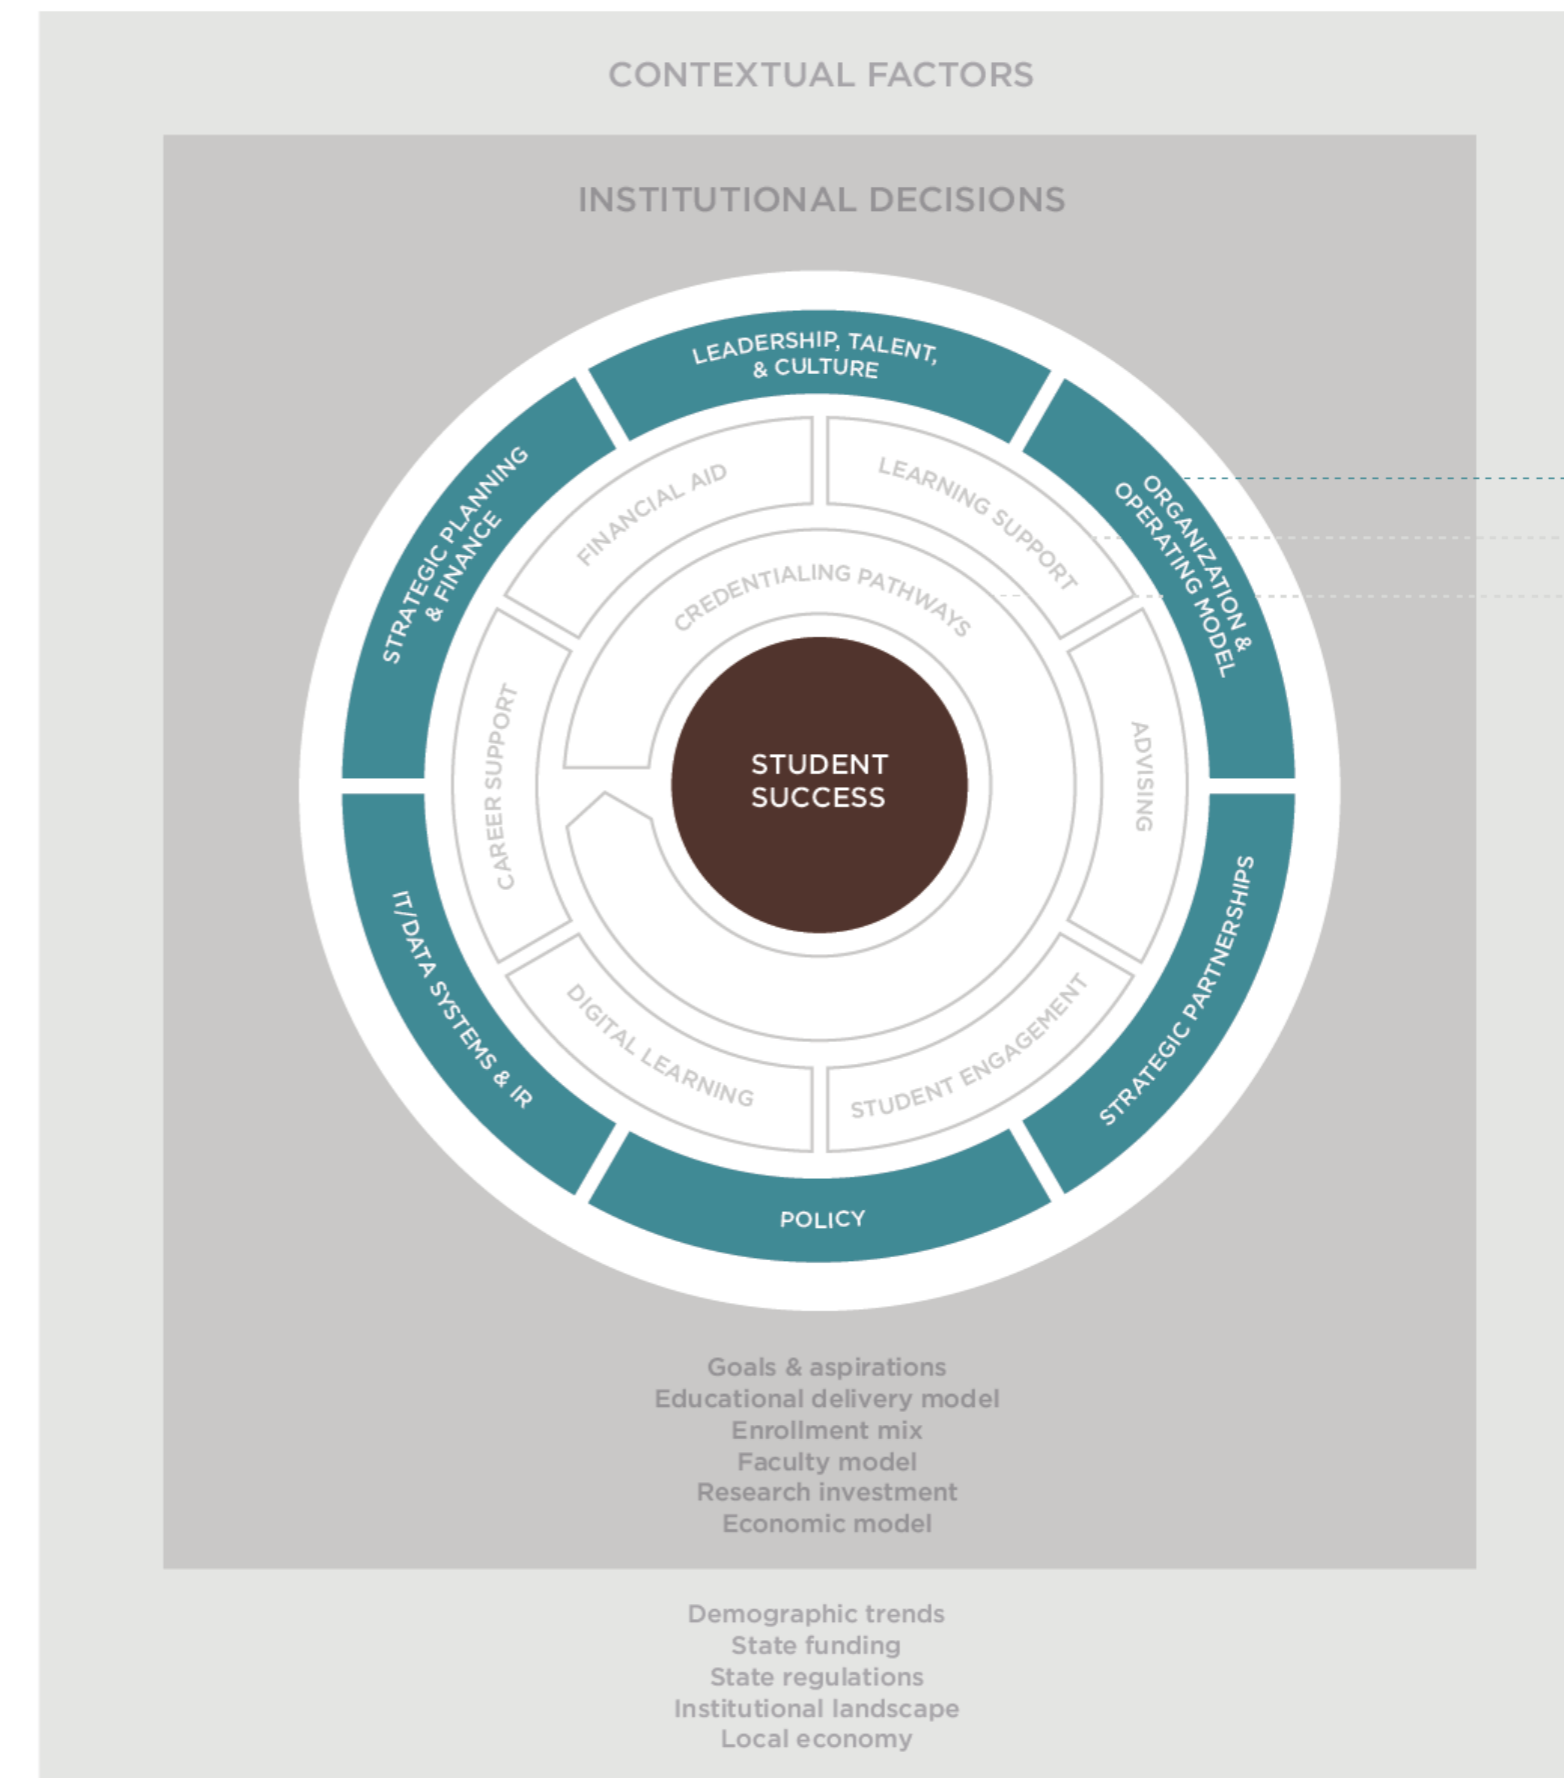 CONTEXTUAL FACTORS
INSTITUTIONAL DECISIONS
LEADERSHIP, TALENT,
& CULTURE
ORGANIZATION &
OPERATING MODEL
STRATEGIC PARTNERSHIPS
POLICY
IT/DATA SYSTEMS & IR
STRATEGIC PLANNING
& FINANCE
FINANCIAL AID
LEARNING SUPPORT
ADVISING
STUDENT ENGAGEMENT
DIGITAL LEARNING
CAREER SUPPORT
CREDENTIALING PATHWAYS
STUDENT
SUCCESS
Goals & aspirations
Educational delivery model
Enrollment mix
Faculty model
Research investment
Economic model
Demographic trends
State funding
State regulations
Institutional landscape
Local economy